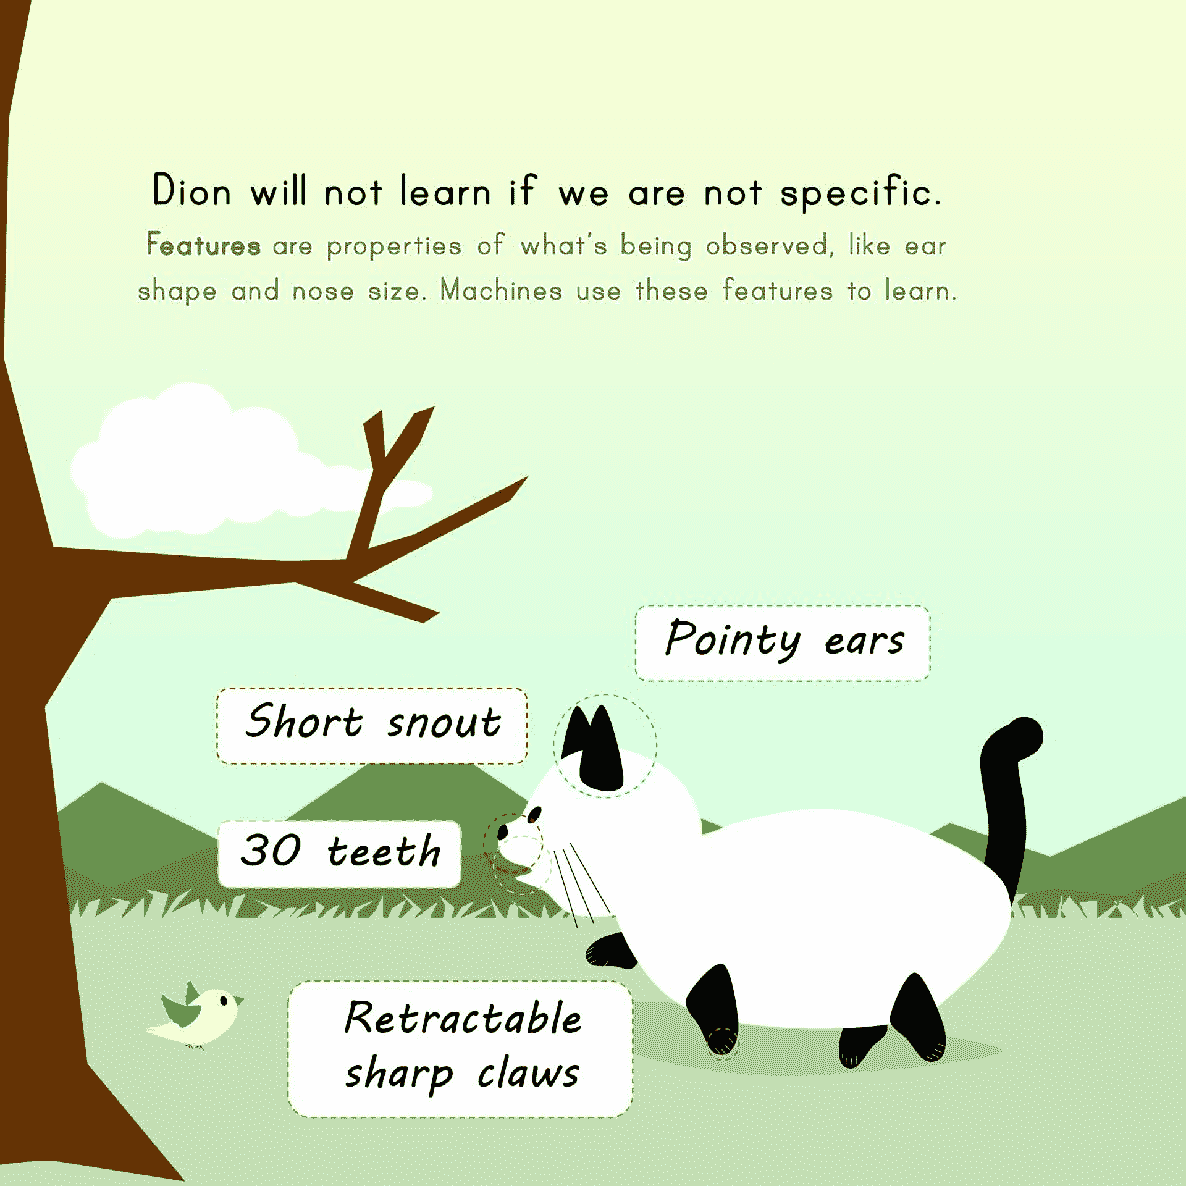 Dion will not learn if we are not specific.
Features are properties of what's being observed, like ear
shape and nose size. Machines use these features to learn.
Pointy ears
Short snout
30 teeth
Retractable
sharp claws